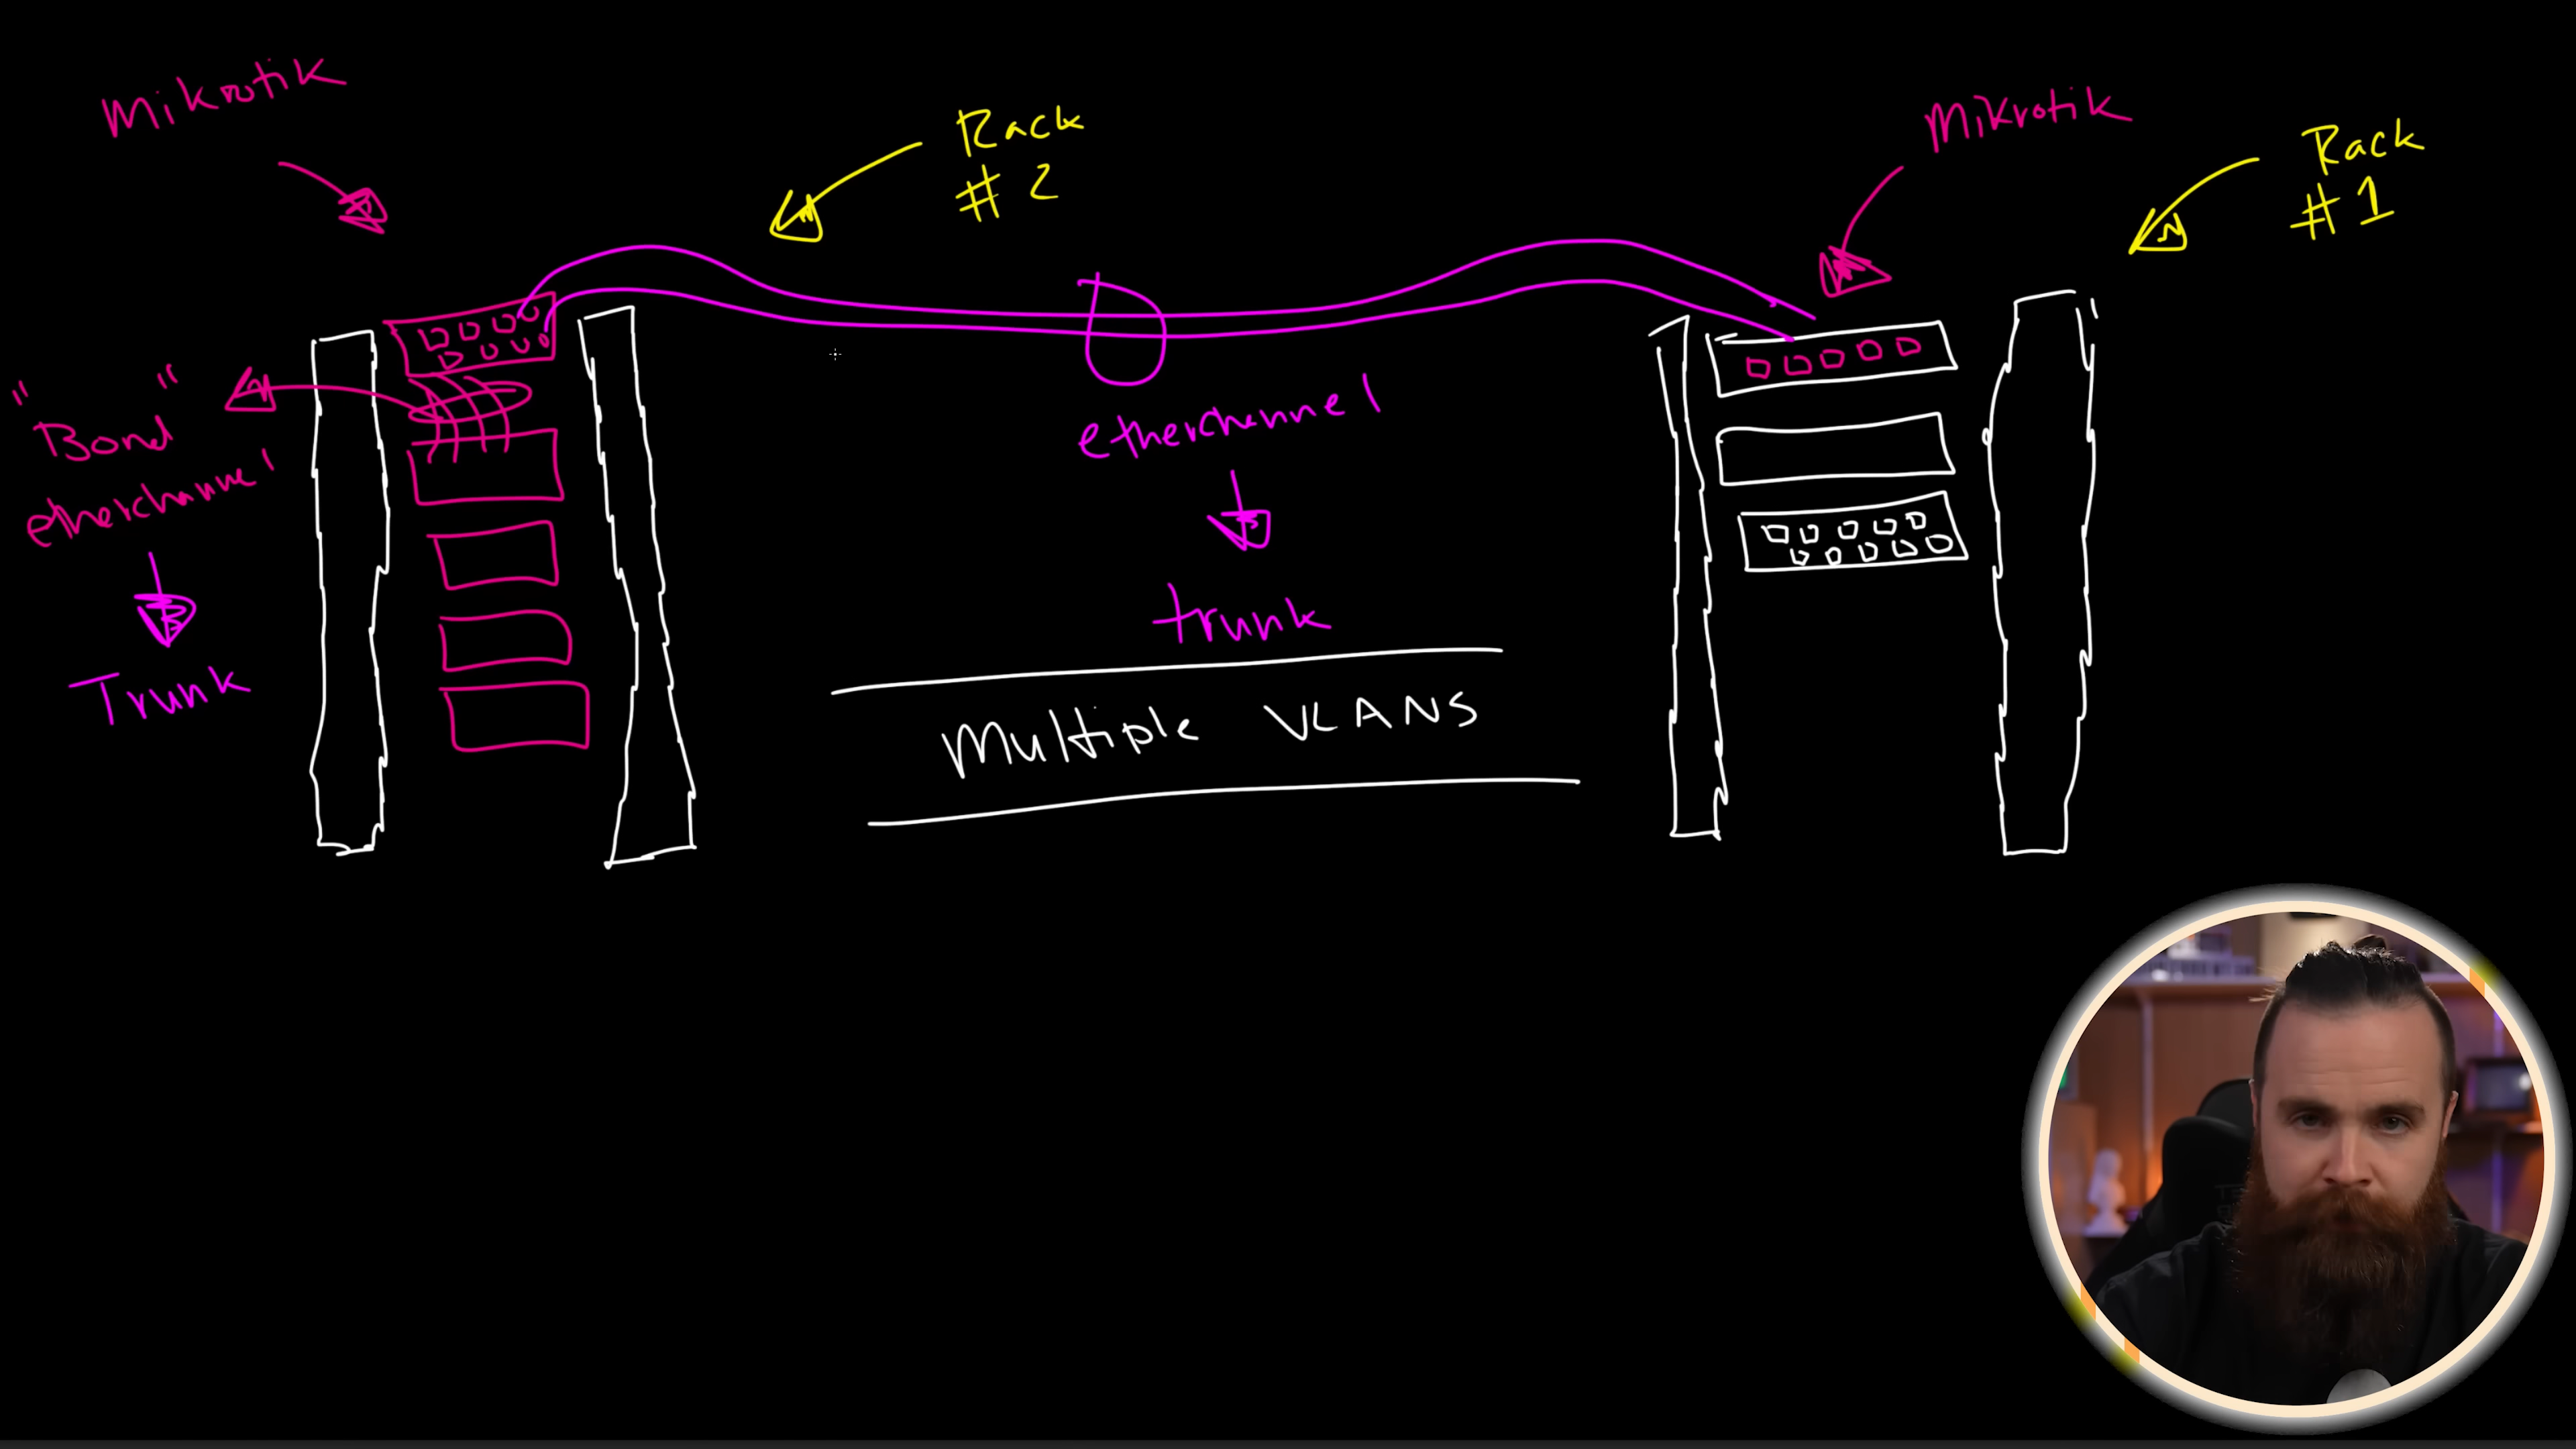 Mikrotik
Rack
#2
Mikrotik
Rack
#1
"Bond"
etherchannel
Trunk
etherchannel
trunk
Multiple VLANS